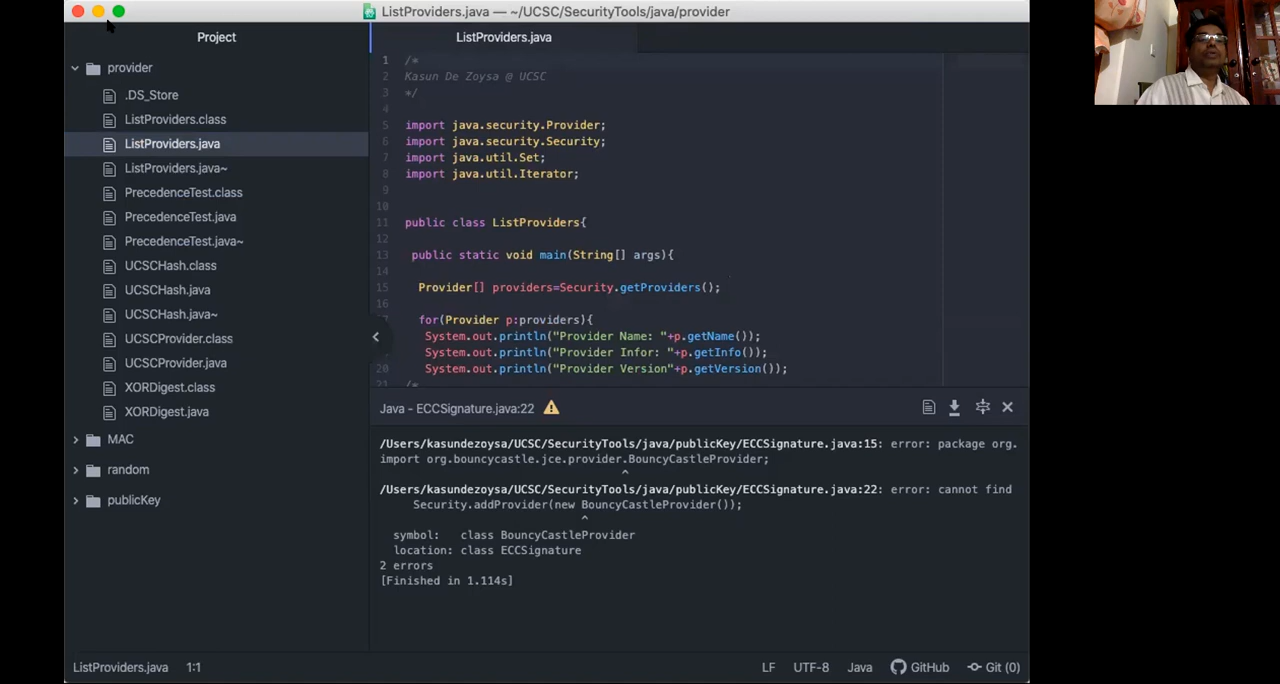 ListProviders.java — ~/UCSC/SecurityTools/java/provider
Project
provider
.DS_Store
ListProviders.class
ListProviders.java
ListProviders.java~
PrecedenceTest.class
PrecedenceTest.java
PrecedenceTest.java~
UCSCHash.class
UCSCHash.java
UCSCHash.java~
UCSCProvider.class
UCSCProvider.java
XORDigest.class
XORDigest.java
MAC
random
publicKey
ListProviders.java
1 /*
2 Kasun De Zoysa @ UCSC
3 */
4
5 import java.security.Provider;
6 import java.security.Security;
7 import java.util.Set;
8 import java.util.Iterator;
9
10
11 public class ListProviders{
12
13 public static void main(String[] args){
14
15 Provider[] providers=Security.getProviders();
16
for(Provider p:providers){
System.out.println("Provider Name: "+p.getName());
System.out.println("Provider Infor: "+p.getInfo());
20 System.out.println("Provider Version"+p.getVersion());
21 /*
Java - ECCSignature.java:22
/Users/kasundezoysa/UCSC/SecurityTools/java/publicKey/ECCSignature.java:15: error: package org.
import org.bouncycastle.jce.provider.BouncyCastleProvider;
^
/Users/kasundezoysa/UCSC/SecurityTools/java/publicKey/ECCSignature.java:22: error: cannot find
Security.addProvider(new BouncyCastleProvider());
^
symbol: class BouncyCastleProvider
location: class ECCSignature
2 errors
[Finished in 1.114s]
ListProviders.java 1:1 LF UTF-8 Java GitHub Git (0)